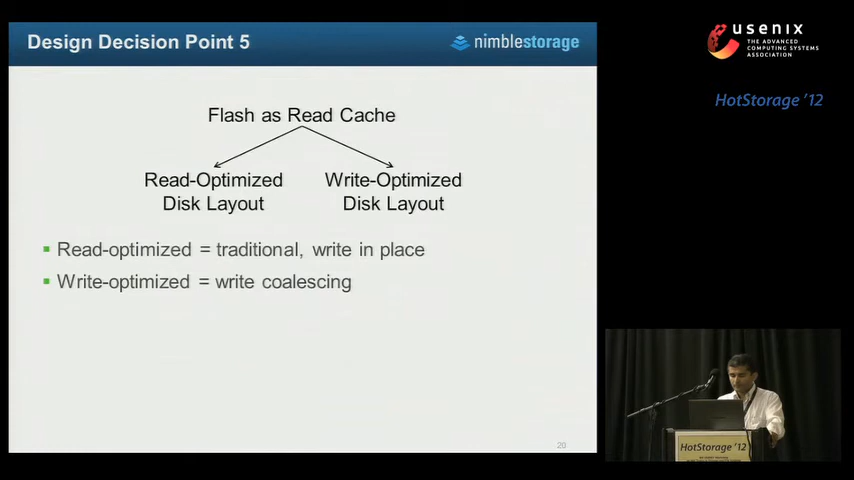 Design Decision Point 5
nimblestorage
usenix
THE ADVANCED
COMPUTING SYSTEMS
ASSOCIATION
HotStorage '12
Flash as Read Cache
Read-Optimized
Disk Layout
Write-Optimized
Disk Layout
Read-optimized = traditional, write in place
Write-optimized = write coalescing
HotStorage '12